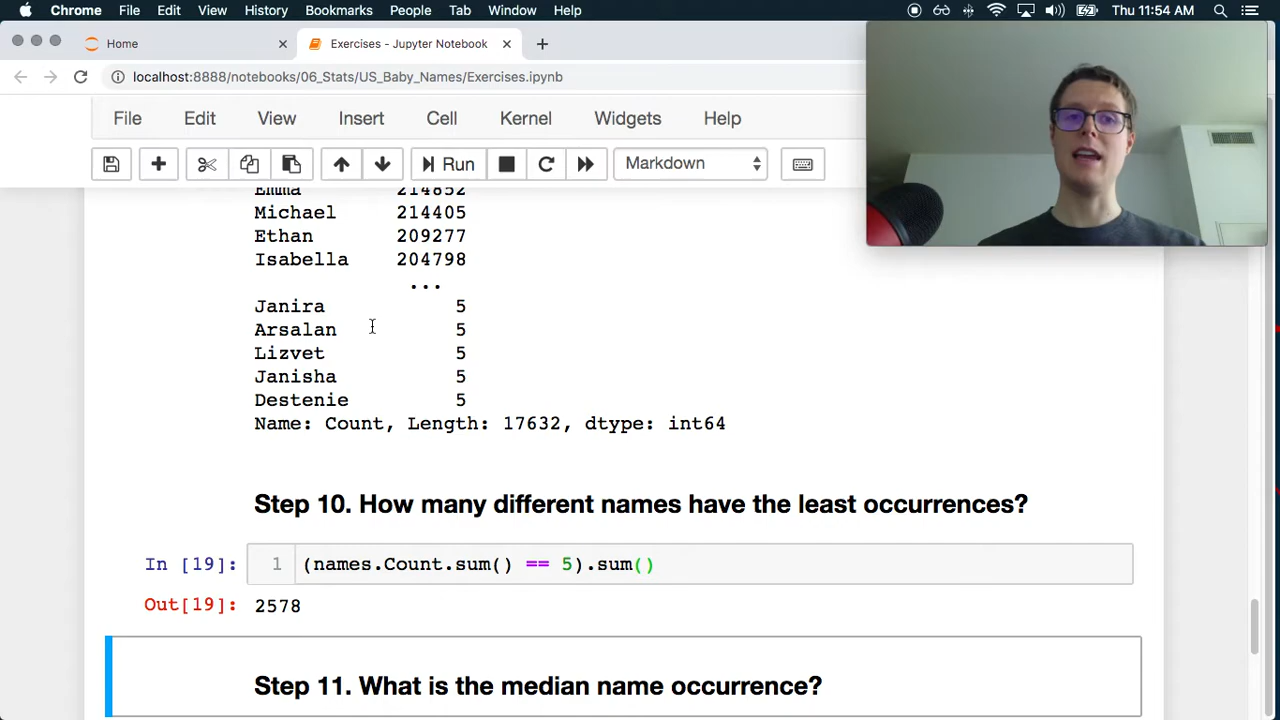 Chrome File Edit View History Bookmarks People Tab Window Help Thu 11:54 AM
Home Exercises - Jupyter Notebook
localhost:8888/notebooks/06_Stats/US_Baby_Names/Exercises.ipynb
File Edit View Insert Cell Kernel Widgets Help
Run Markdown
Emma 214852
Michael 214405
Ethan 209277
Isabella 204798
...
Janira 5
Arsalan 5
Lizvet 5
Janisha 5
Destenie 5
Name: Count, Length: 17632, dtype: int64
Step 10. How many different names have the least occurrences?
In [19]: 1 (names.Count.sum() == 5).sum()
Out[19]: 2578
Step 11. What is the median name occurrence?